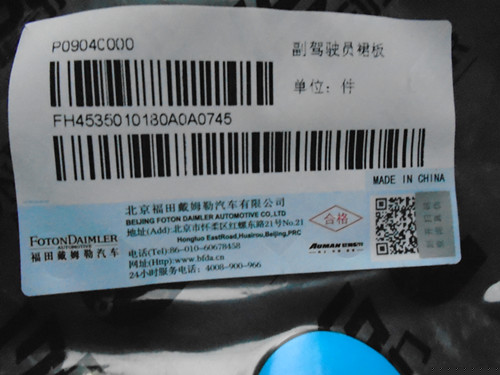 P0904C000
副驾驶员裙板
单位：件
FH4535010180A0A0745
MADE IN CHINA
FOTONDAIMLER
AUTOMOTIVE
福田戴姆勒汽车
北京福田戴姆勒汽车有限公司
BEIJING FOTON DAIMLER AUTOMOTIVE CO.,LTD
地址(Add):北京市怀柔区红螺东路21号No.21
Hongluo EastRoad,Huairou,Beijing,PRC
电话(Tel):86-010-60678458
网址(Http):www.bfda.cn
24小时服务电话：4008-900-966
合格
AUMAN